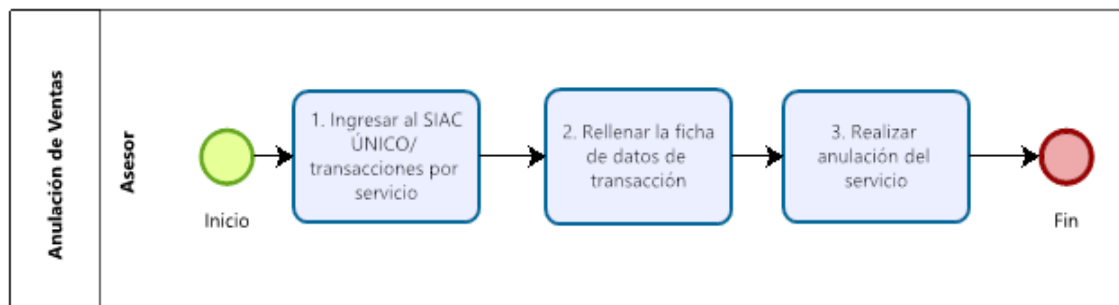 Anulación de Ventas
Asesor
Inicio
1. Ingresar al SIAC
ÚNICO/
transacciones por
servicio
2. Rellenar la ficha
de datos de
transacción
3. Realizar
anulación del
servicio
Fin